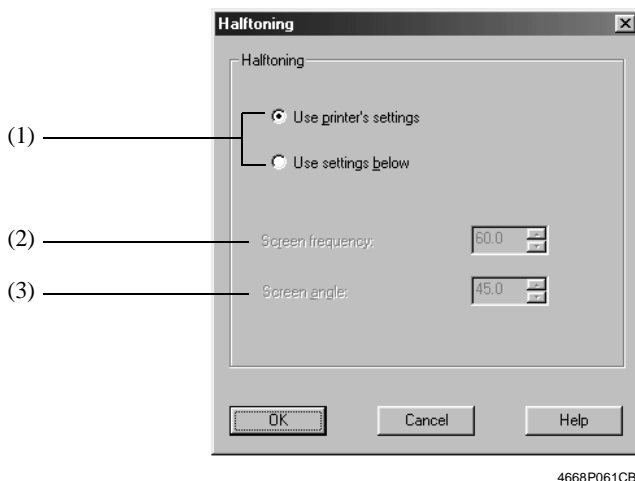 Halftoning
Halftoning
(1)
Use printer's settings
Use settings below
(2)
Screen frequency:
60.0
(3)
Screen angle:
45.0
OK
Cancel
Help
4668P061CB